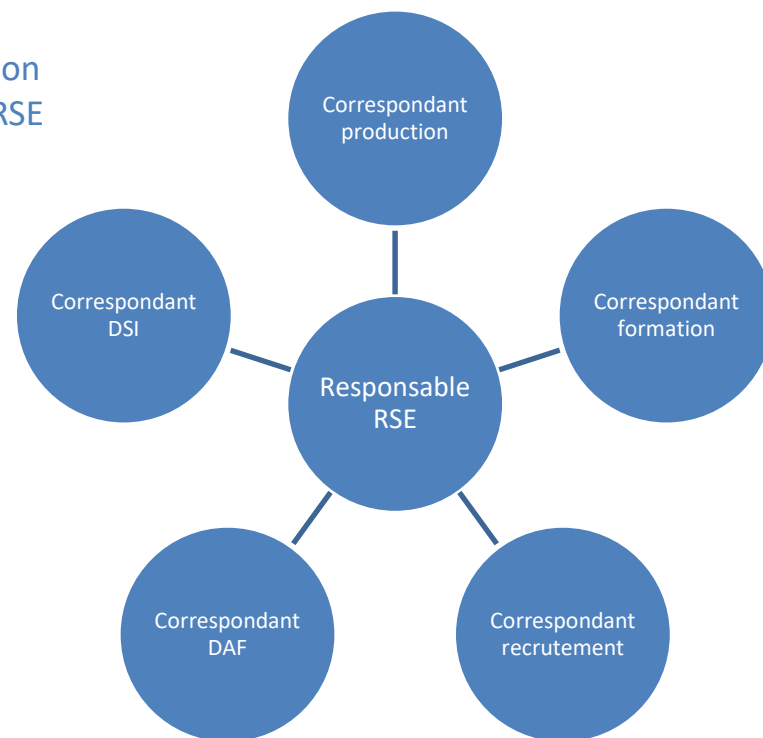 on
RSE
Correspondant
production
Correspondant
DSI
Correspondant
formation
Responsable
RSE
Correspondant
DAF
Correspondant
recrutement